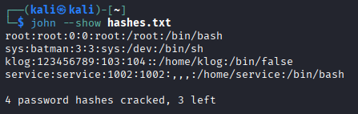 ┌──(kali㉿kali)-[~]
└─$ john --show hashes.txt
root:root:0:0:root:/root:/bin/bash
sys:batman:3:3:sys:/dev:/bin/sh
klog:123456789:103:104::/home/klog:/bin/false
service:service:1002:1002:,,,:/home/service:/bin/bash
4 password hashes cracked, 3 left